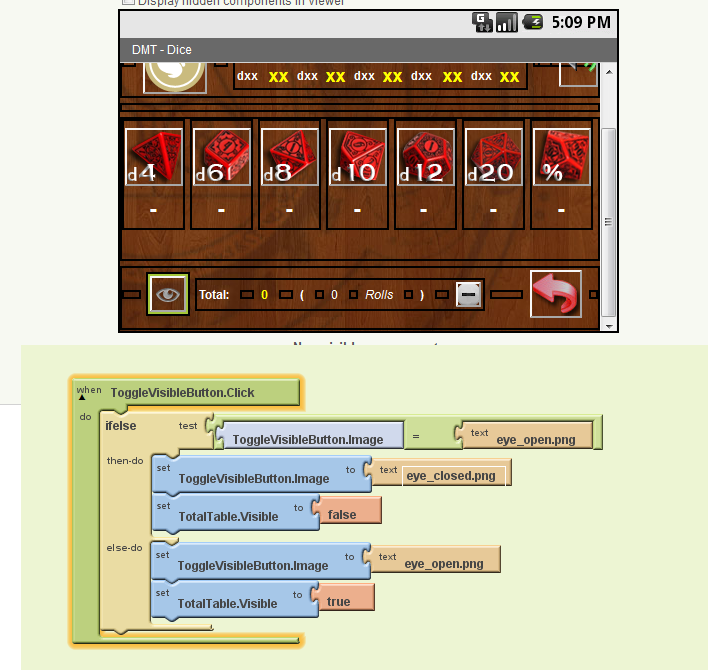 Display hidden components in Viewer
5:09 PM
DMT - Dice
dxx xx dxx xx dxx xx dxx xx dxx xx
d4 d6 d8 d10 d12 d20 %
- - - - - - -
Total: 0 ( 0 Rolls )
when ToggleVisibleButton.Click
do
ifelse test ToggleVisibleButton.Image = text eye_open.png
then-do set ToggleVisibleButton.Image to text eye_closed.png
set TotalTable.Visible to false
else-do set ToggleVisibleButton.Image to text eye_open.png
set TotalTable.Visible to true